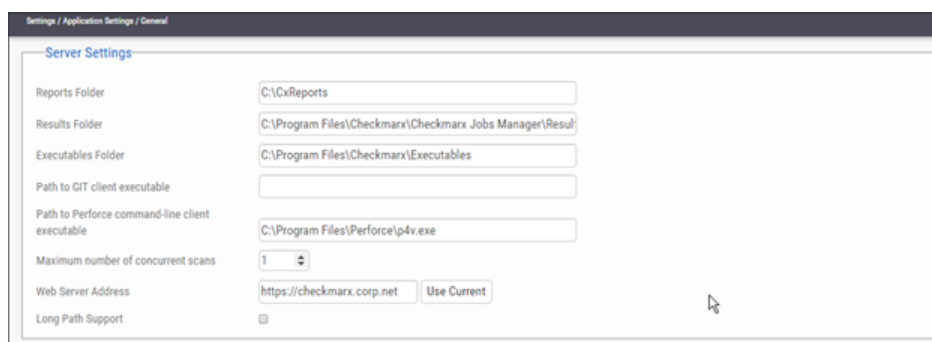 Settings / Application Settings / General
Server Settings
Reports Folder C:\CxReports
Results Folder C:\Program Files\Checkmarx\Checkmarx Jobs Manager\Resul
Executables Folder C:\Program Files\Checkmarx\Executables
Path to GIT client executable
Path to Perforce command-line client
executable C:\Program Files\Perforce\p4v.exe
Maximum number of concurrent scans 1
Web Server Address https://checkmarx.corp.net Use Current
Long Path Support